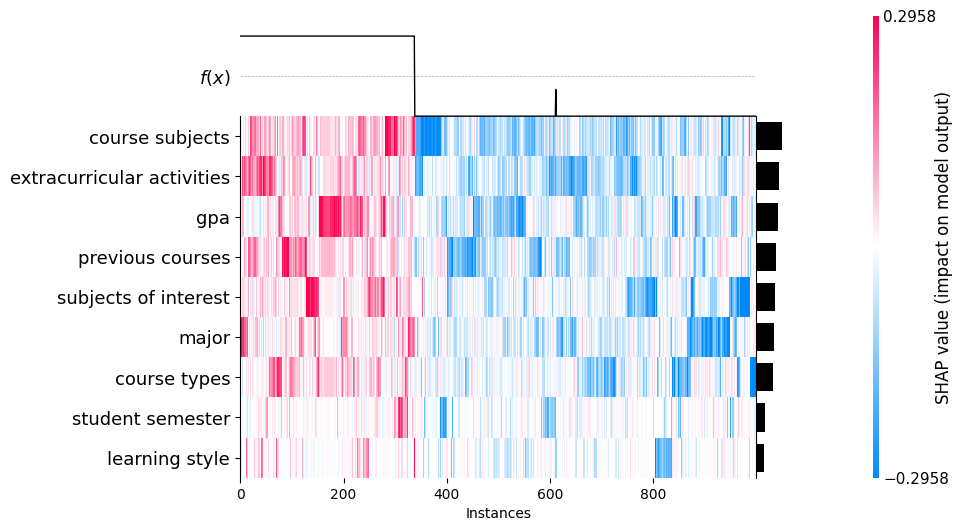 0.2958
f(x)
course subjects
extracurricular activities
gpa
previous courses
subjects of interest
major
course types
student semester
learning style
0 200 400 600 800
Instances
−0.2958
SHAP value (impact on model output)